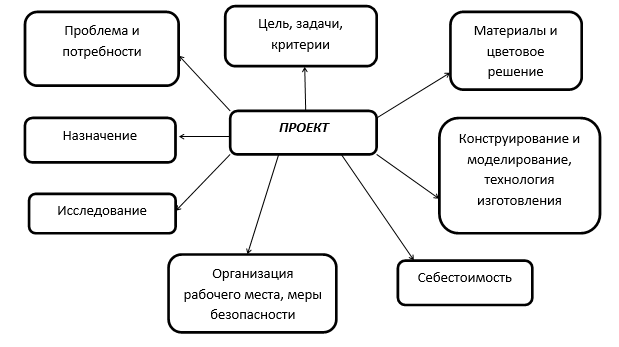 Проблема и
потребности
Цель, задачи,
критерии
Материалы и
цветовое
решение
Назначение
ПРОЕКТ
Конструирование и
моделирование,
технология
изготовления
Исследование
Организация
рабочего места, меры
безопасности
Себестоимость